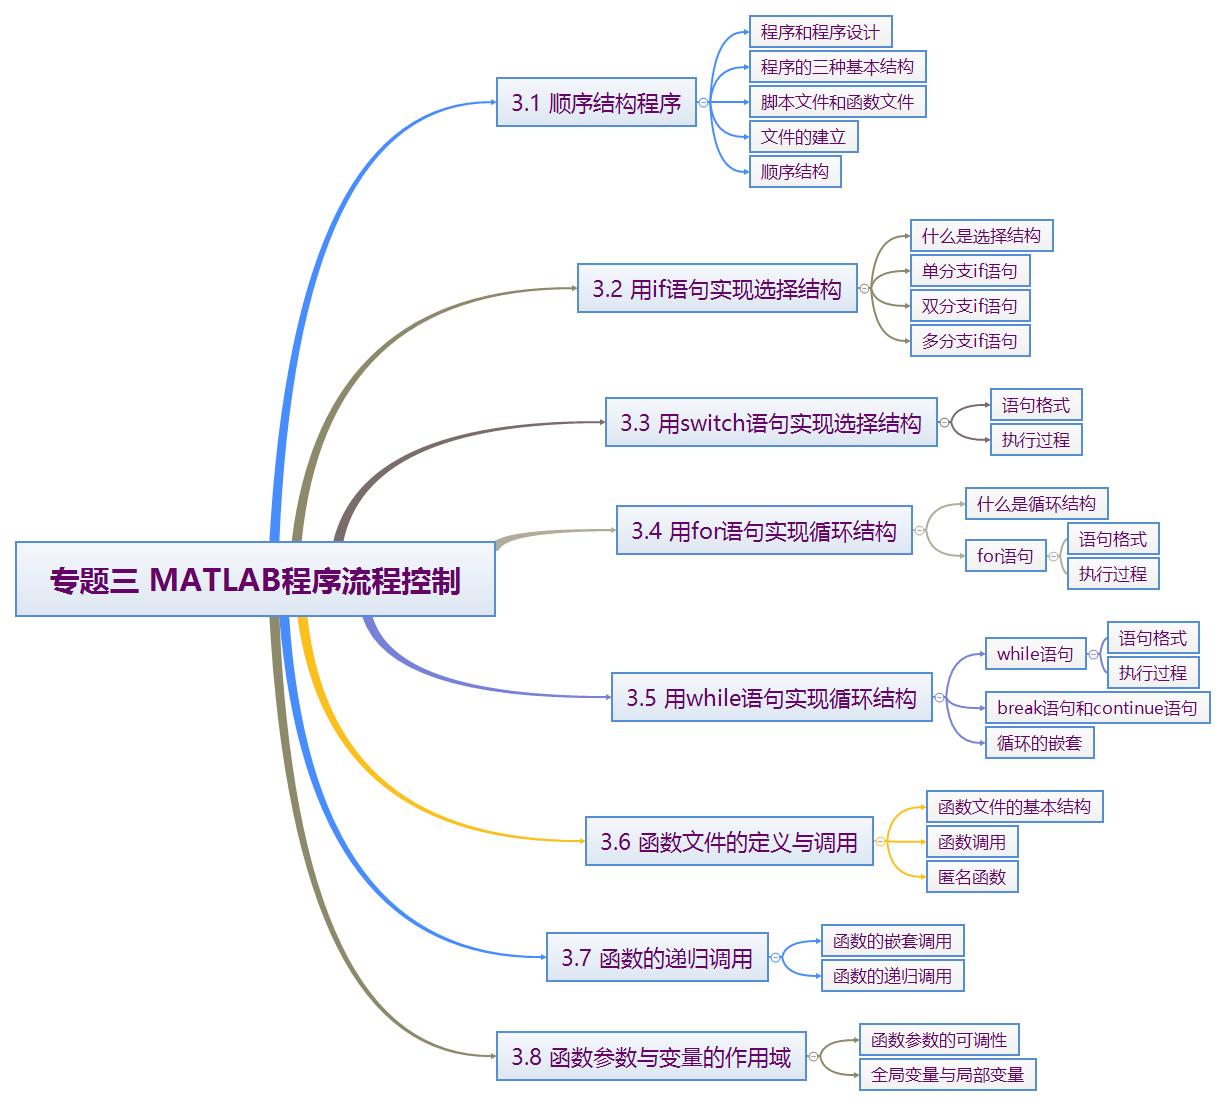 专题三 MATLAB程序流程控制
3.1 顺序结构程序
程序和程序设计
程序的三种基本结构
脚本文件和函数文件
文件的建立
顺序结构
3.2 用if语句实现选择结构
什么是选择结构
单分支if语句
双分支if语句
多分支if语句
3.3 用switch语句实现选择结构
语句格式
执行过程
3.4 用for语句实现循环结构
什么是循环结构
for语句
语句格式
执行过程
3.5 用while语句实现循环结构
while语句
语句格式
执行过程
break语句和continue语句
循环的嵌套
3.6 函数文件的定义与调用
函数文件的基本结构
函数调用
匿名函数
3.7 函数的递归调用
函数的嵌套调用
函数的递归调用
3.8 函数参数与变量的作用域
函数参数的可调性
全局变量与局部变量